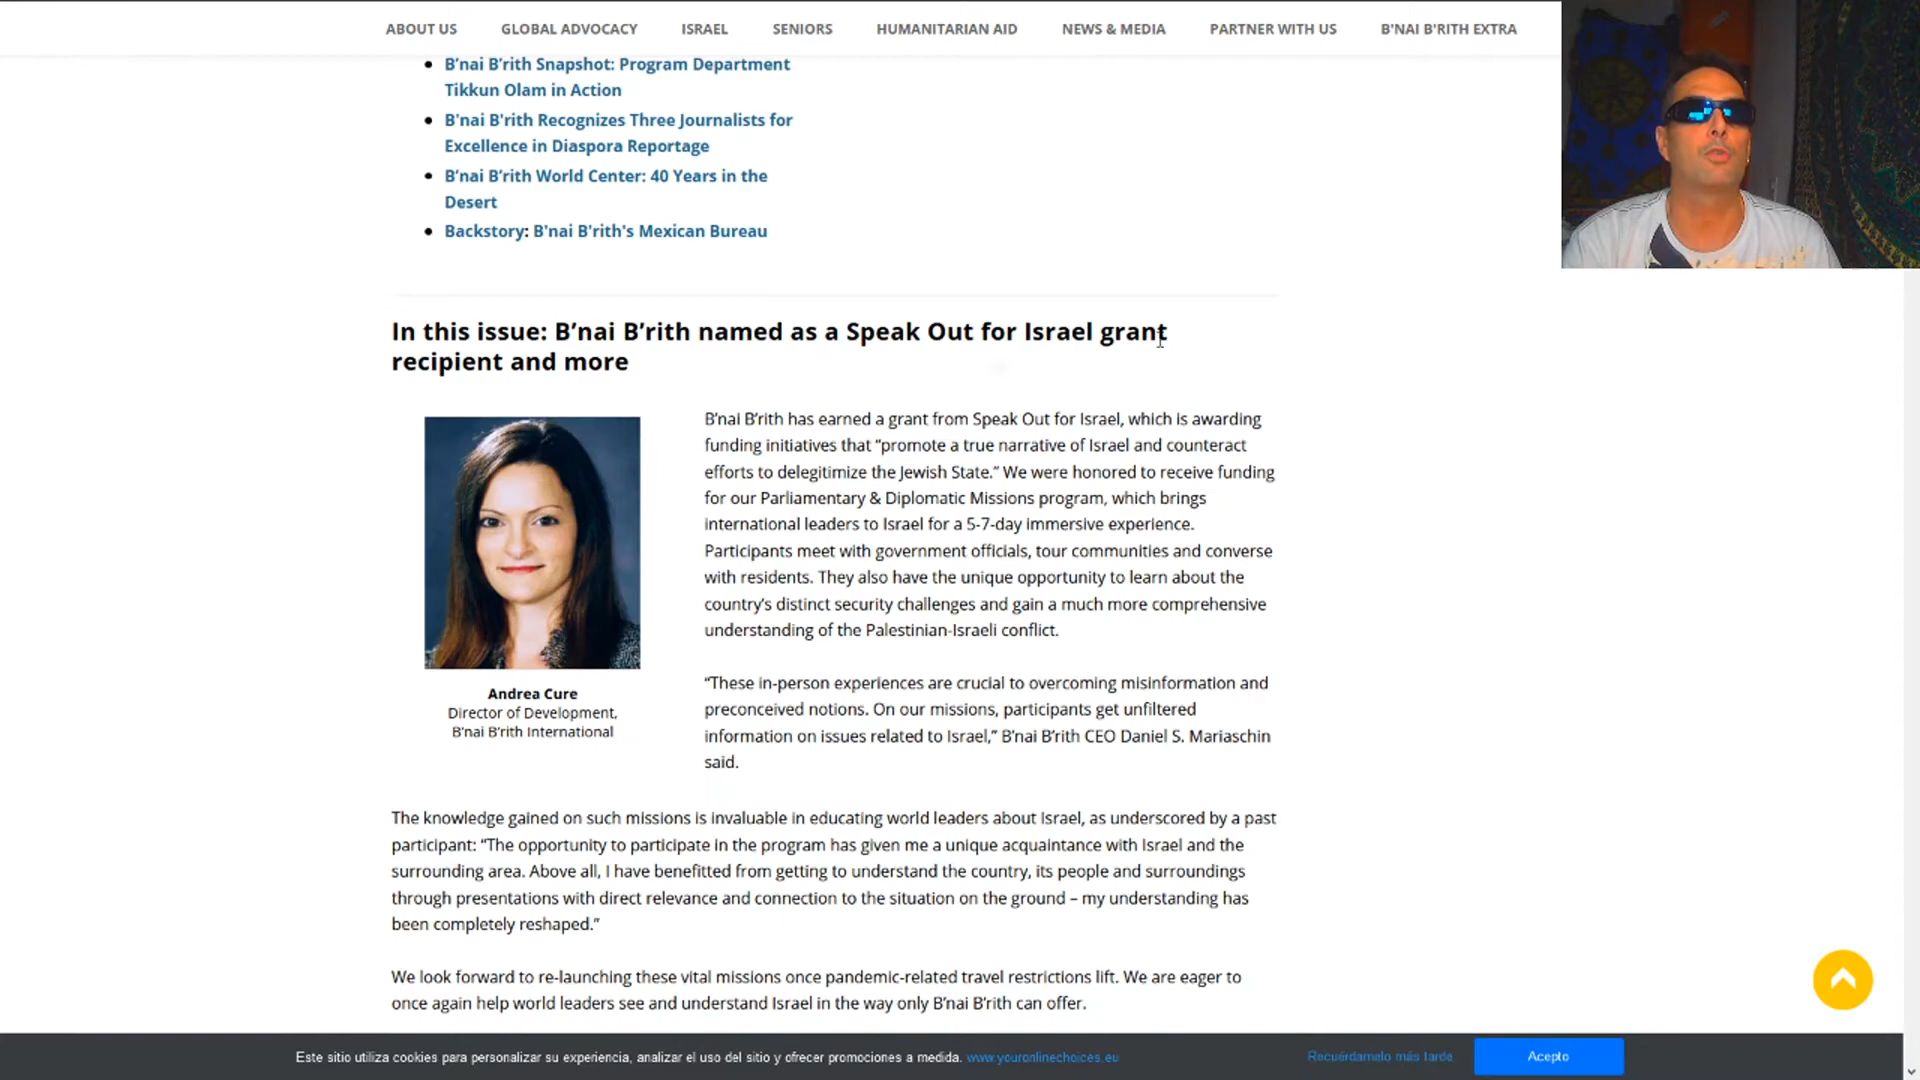 ABOUT US GLOBAL ADVOCACY ISRAEL SENIORS HUMANITARIAN AID NEWS & MEDIA PARTNER WITH US B'NAI B'RITH EXTRA
B’nai B’rith Snapshot: Program Department
Tikkun Olam in Action
B'nai B'rith Recognizes Three Journalists for
Excellence in Diaspora Reportage
B’nai B’rith World Center: 40 Years in the
Desert
Backstory: B'nai B'rith's Mexican Bureau
In this issue: B’nai B’rith named as a Speak Out for Israel grant
recipient and more
B’nai B’rith has earned a grant from Speak Out for Israel, which is awarding
funding initiatives that “promote a true narrative of Israel and counteract
efforts to delegitimize the Jewish State.” We were honored to receive funding
for our Parliamentary & Diplomatic Missions program, which brings
international leaders to Israel for a 5-7-day immersive experience.
Participants meet with government officials, tour communities and converse
with residents. They also have the unique opportunity to learn about the
country’s distinct security challenges and gain a much more comprehensive
understanding of the Palestinian-Israeli conflict.
Andrea Cure
Director of Development,
B’nai B’rith International
“These in-person experiences are crucial to overcoming misinformation and
preconceived notions. On our missions, participants get unfiltered
information on issues related to Israel,” B’nai B’rith CEO Daniel S. Mariaschin
said.
The knowledge gained on such missions is invaluable in educating world leaders about Israel, as underscored by a past
participant: “The opportunity to participate in the program has given me a unique acquaintance with Israel and the
surrounding area. Above all, I have benefitted from getting to understand the country, its people and surroundings
through presentations with direct relevance and connection to the situation on the ground – my understanding has
been completely reshaped.”
We look forward to re-launching these vital missions once pandemic-related travel restrictions lift. We are eager to
once again help world leaders see and understand Israel in the way only B’nai B’rith can offer.
Este sitio utiliza cookies para personalizar su experiencia, analizar el uso del sitio y ofrecer promociones a medida. www.youronlinechoices.eu
Recuérdamelo más tarde
Acepto